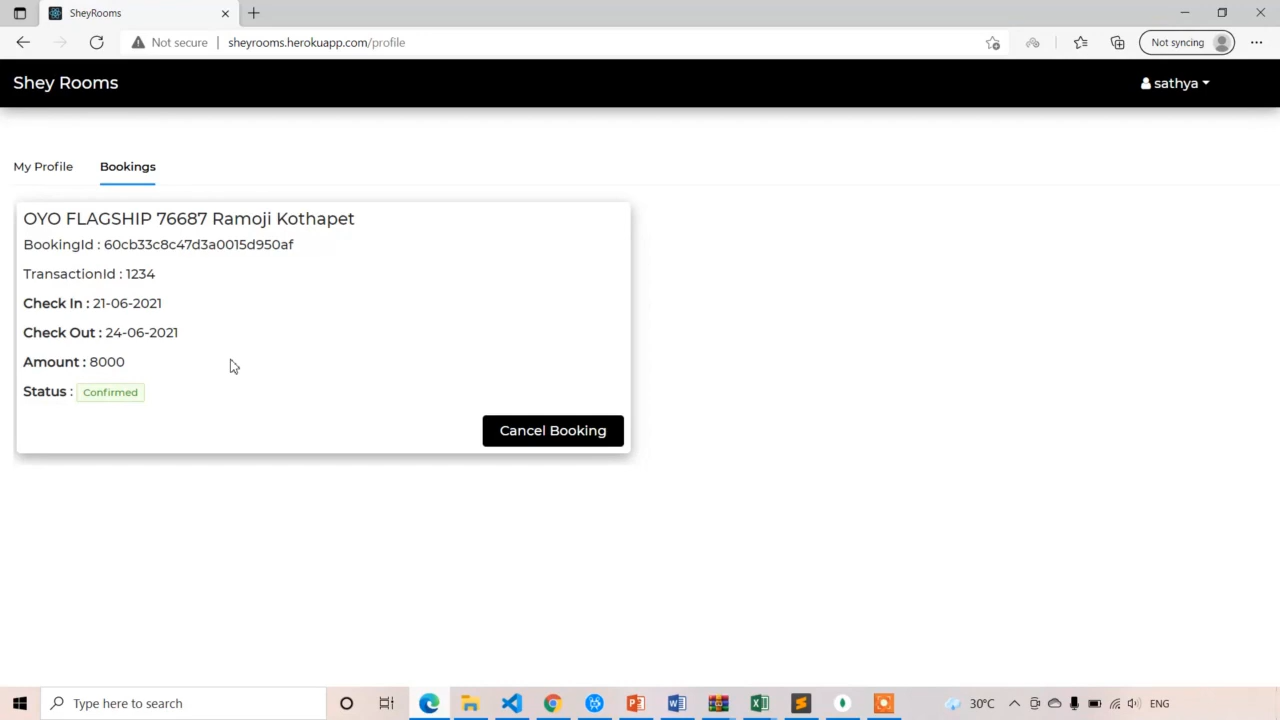 SheyRooms
Not secure | sheyrooms.herokuapp.com/profile
Not syncing
Shey Rooms
sathya
My Profile
Bookings
OYO FLAGSHIP 76687 Ramoji Kothapet
BookingId : 60cb33c8c47d3a0015d950af
TransactionId : 1234
Check In : 21-06-2021
Check Out : 24-06-2021
Amount : 8000
Status : Confirmed
Cancel Booking
Type here to search
30°C
ENG